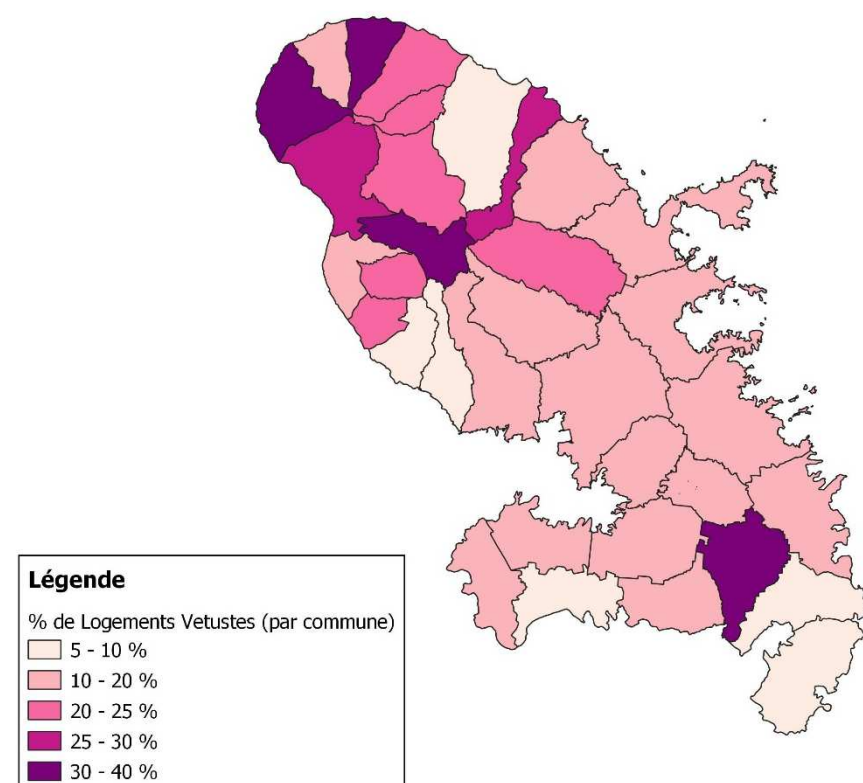 Légende
% de Logements Vetustes (par commune)
5 - 10 %
10 - 20 %
20 - 25 %
25 - 30 %
30 - 40 %